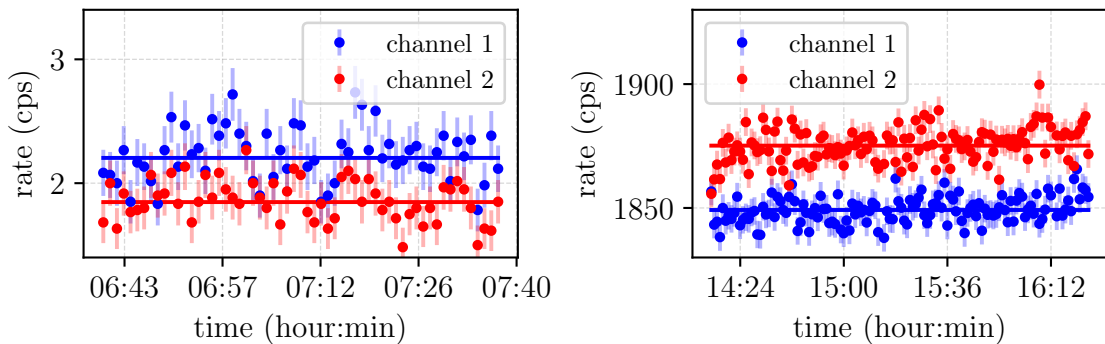 rate (cps)
3
2
channel 1
channel 2
06:43 06:57 07:12 07:26 07:40
time (hour:min)
rate (cps)
1900
1850
channel 1
channel 2
14:24 15:00 15:36 16:12
time (hour:min)